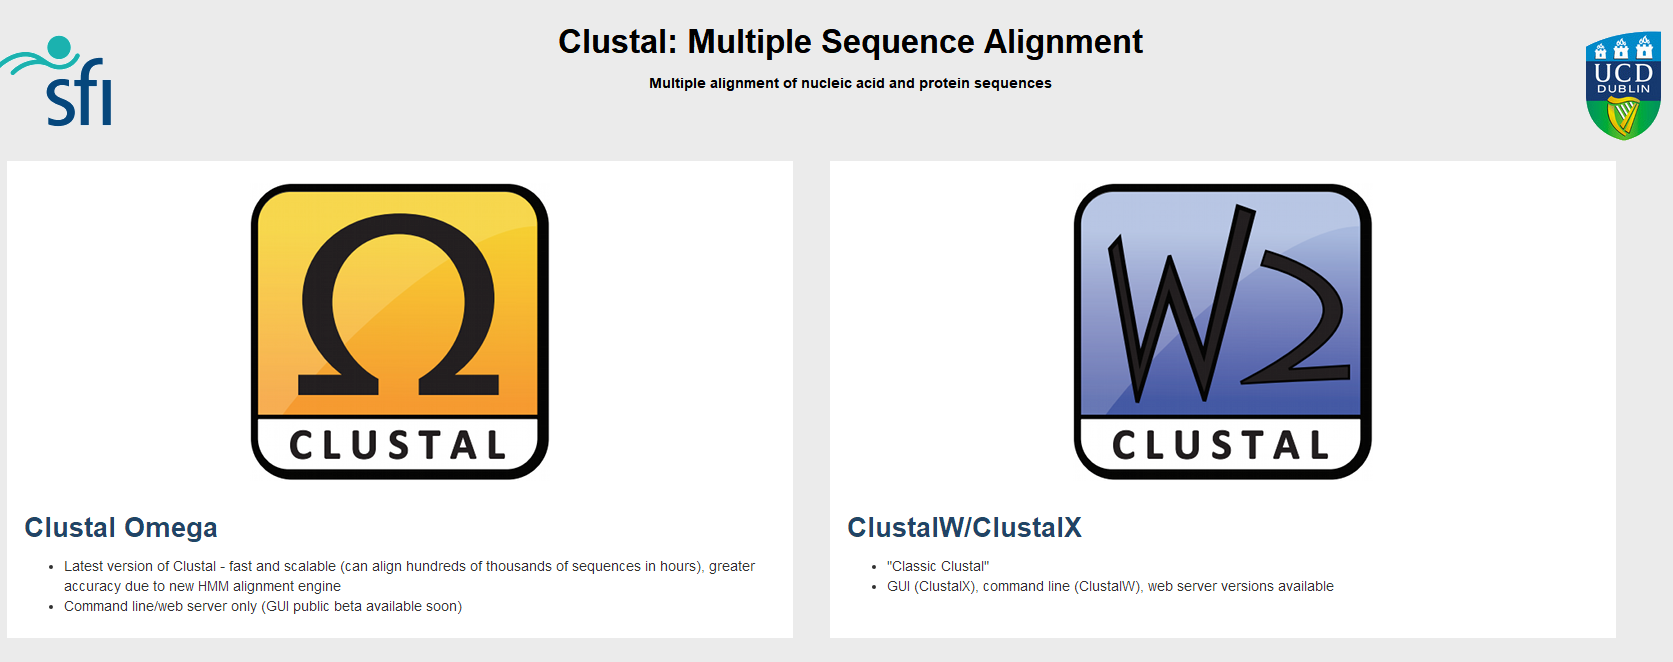 Clustal: Multiple Sequence Alignment
Multiple alignment of nucleic acid and protein sequences
sfi
UCD
DUBLIN
Ω
CLUSTAL
Clustal Omega
• Latest version of Clustal - fast and scalable (can align hundreds of thousands of sequences in hours), greater
accuracy due to new HMM alignment engine
• Command line/web server only (GUI public beta available soon)
W2
CLUSTAL
ClustalW/ClustalX
• "Classic Clustal"
• GUI (ClustalX), command line (ClustalW), web server versions available